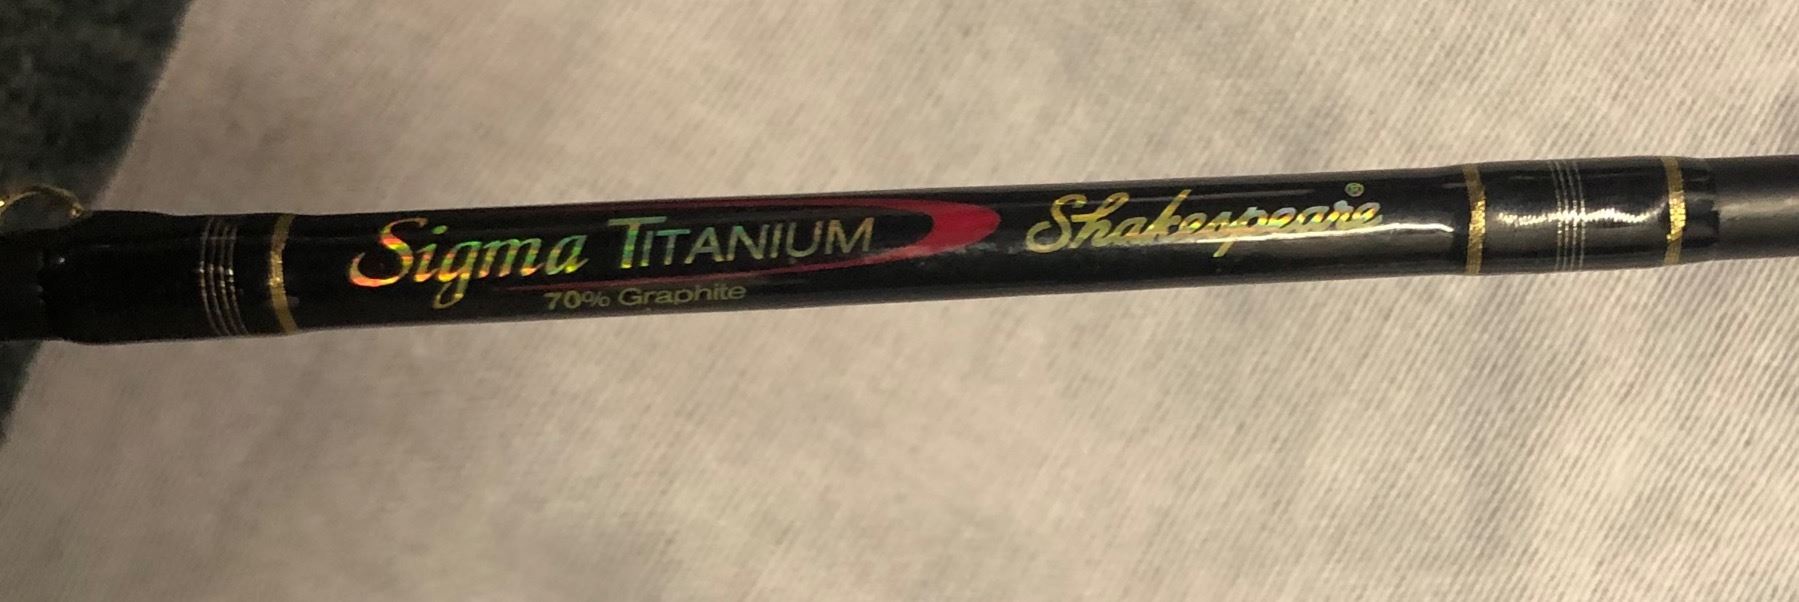 Sigma TITANIUM Shakespeare®
70% Graphite